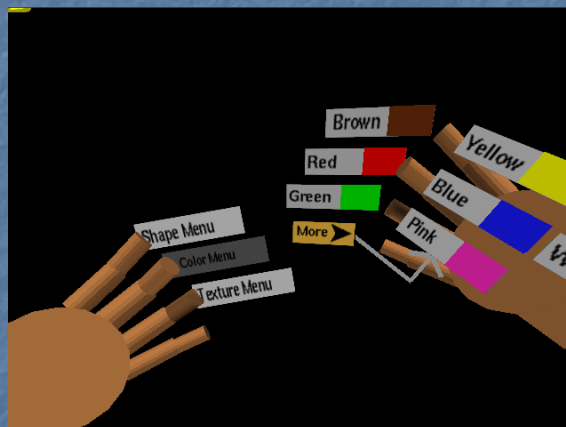 Brown
Yellow
Red
Blue
Green
Pink
More
Shape Menu
Color Menu
Texture Menu